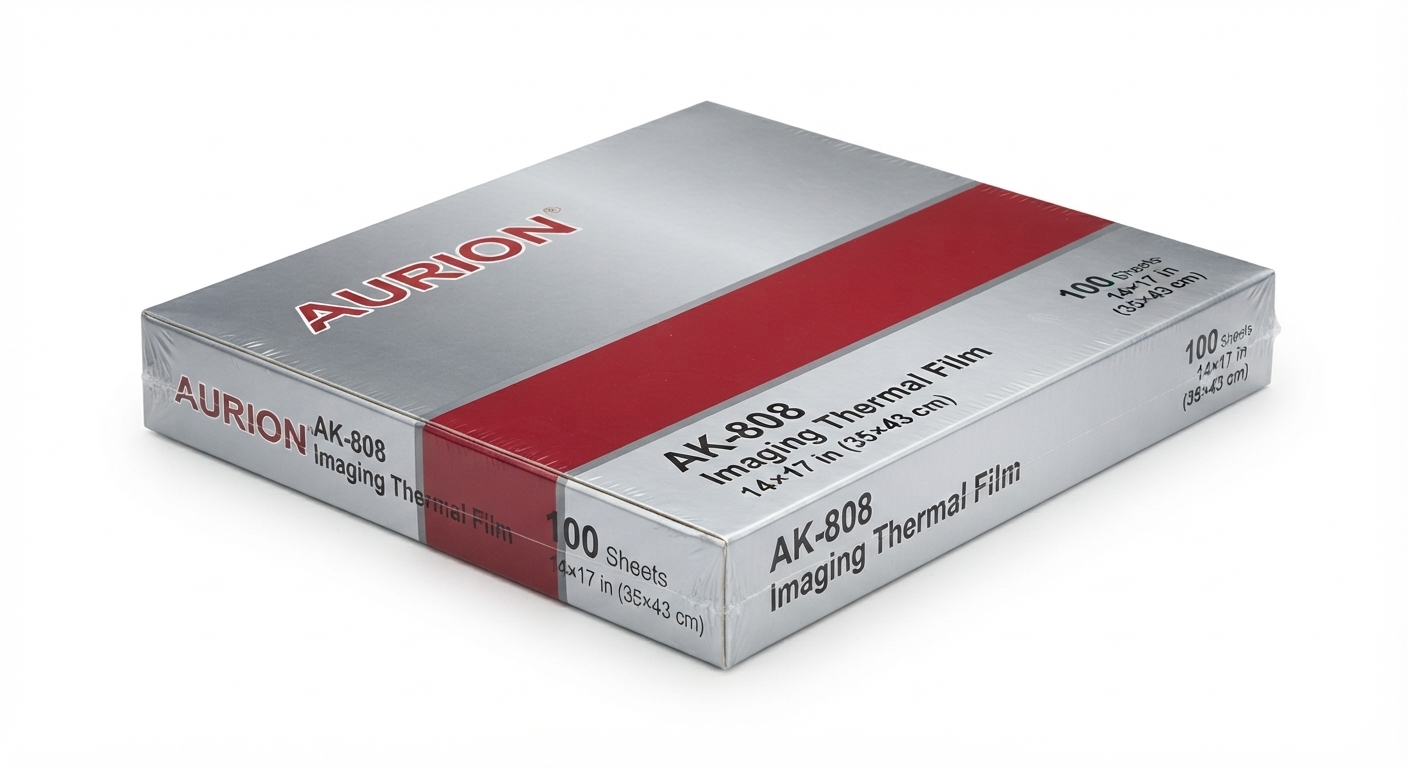 AURION®
100 Sheets
14×17 in
(35×43 cm)
AK-808
Imaging Thermal Film
14×17 in (35×43 cm)
AURION
AK-808
Imaging Thermal Film
100 Sheets
14×17 in (35×43 cm)
AK-808
Imaging Thermal Film
100 Sheets
14×17 in